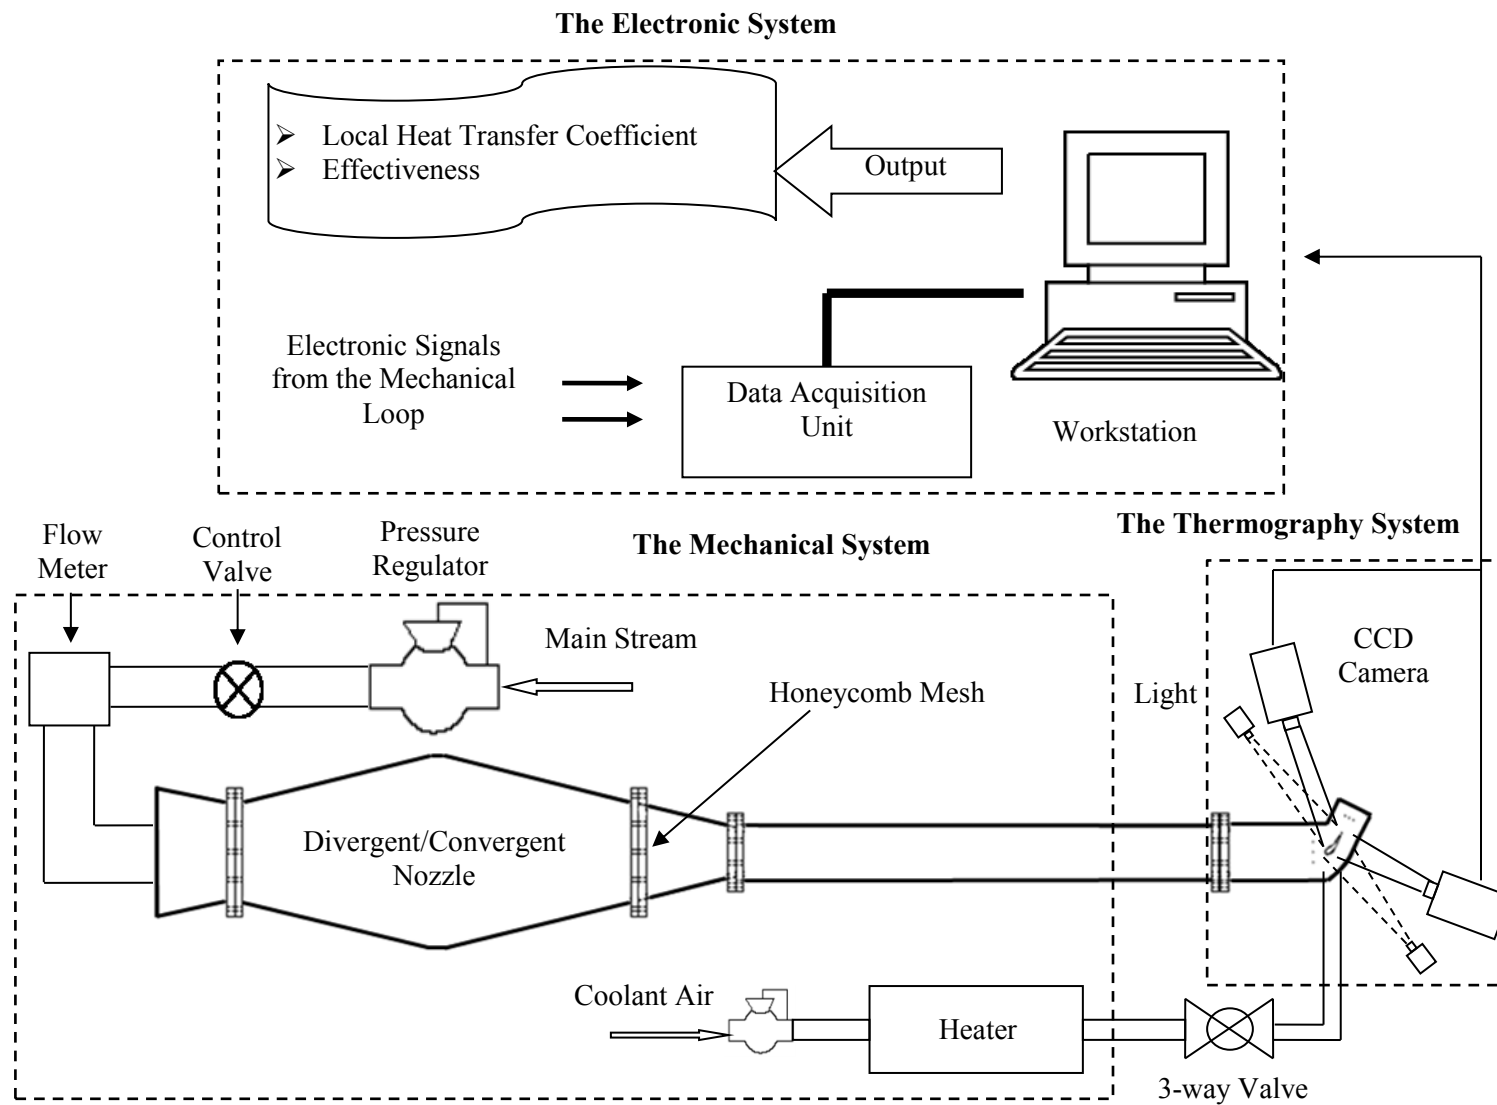 The Electronic System
➢ Local Heat Transfer Coefficient
➢ Effectiveness
Output
Electronic Signals
from the Mechanical
Loop
Data Acquisition
Unit
Workstation
The Thermography System
Flow
Meter
Control
Valve
Pressure
Regulator
The Mechanical System
Main Stream
Honeycomb Mesh
Light
CCD
Camera
Divergent/Convergent
Nozzle
Coolant Air
Heater
3-way Valve